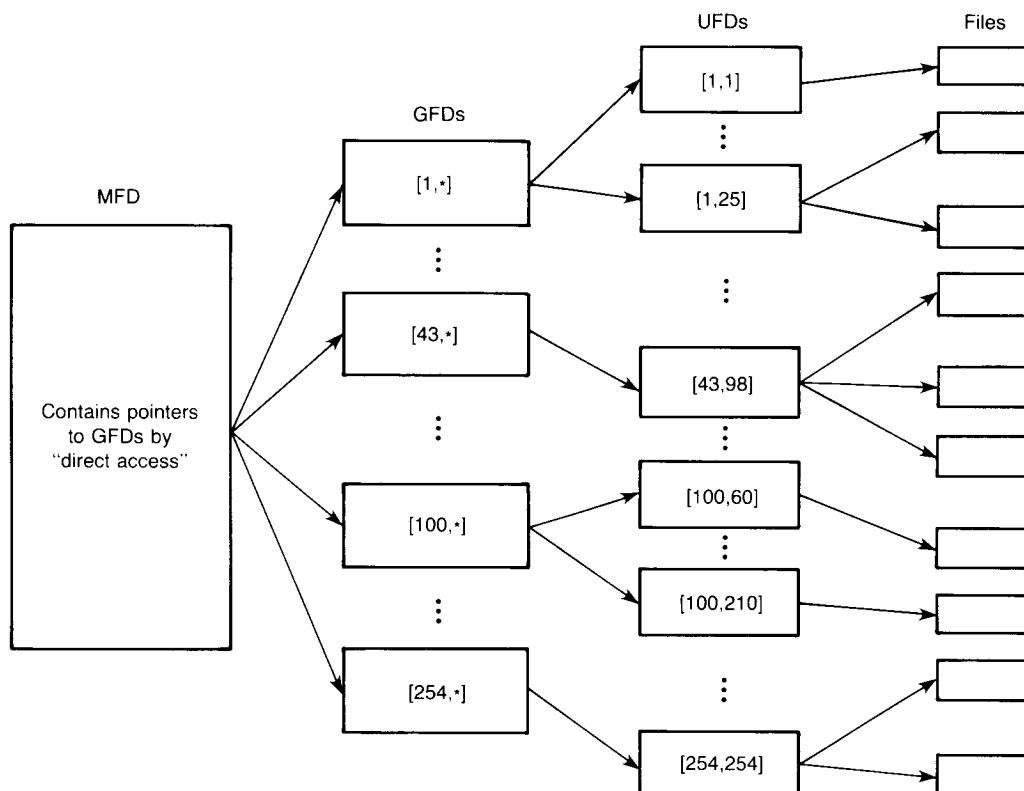 UFDs
Files
GFDs
MFD
[1,1]
[1,*]
[1,25]
[43,*]
[43,98]
Contains pointers
to GFDs by
“direct access”
[100,*]
[100,60]
[100,210]
[254,*]
[254,254]